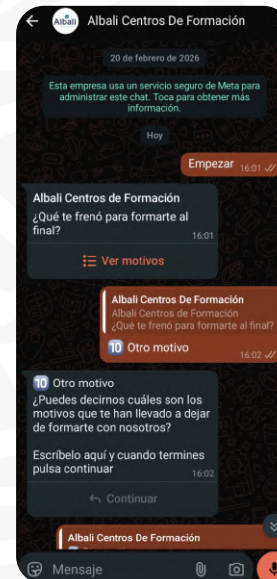 Albali
Albali Centros De Formación
20 de febrero de 2026
Esta empresa usa un servicio seguro de Meta para
administrar este chat. Toca para obtener más
información.
Hoy
Empezar 16:01
Albali Centros de Formación
¿Qué te frenó para formarte al
final?
16:01
Ver motivos
Albali Centros De Formación
Albali Centros de Formación
¿Qué te frenó para formarte al final?
10 Otro motivo
16:02
10 Otro motivo
¿Puedes decirnos cuáles son los
motivos que te han llevado a dejar
de formarte con nosotros?
Escríbelo aquí y cuando termines
pulsa continuar
16:02
Continuar
Albali Centros De Formación
Mensaje